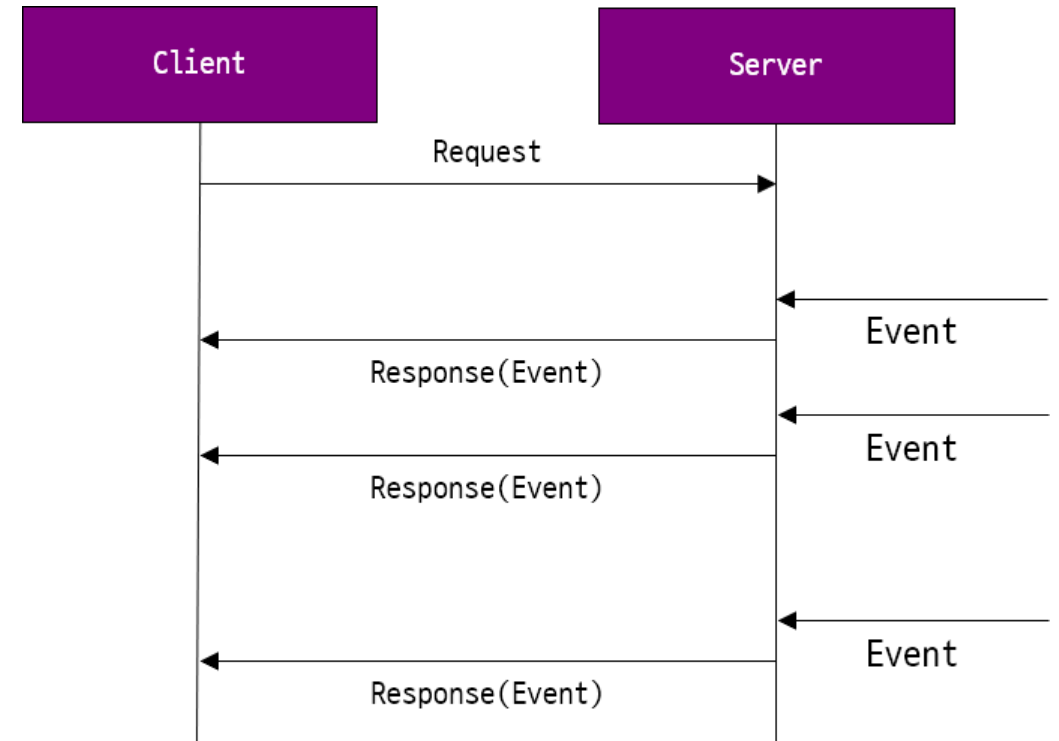 Client
Server
Request
Event
Response(Event)
Event
Response(Event)
Event
Response(Event)